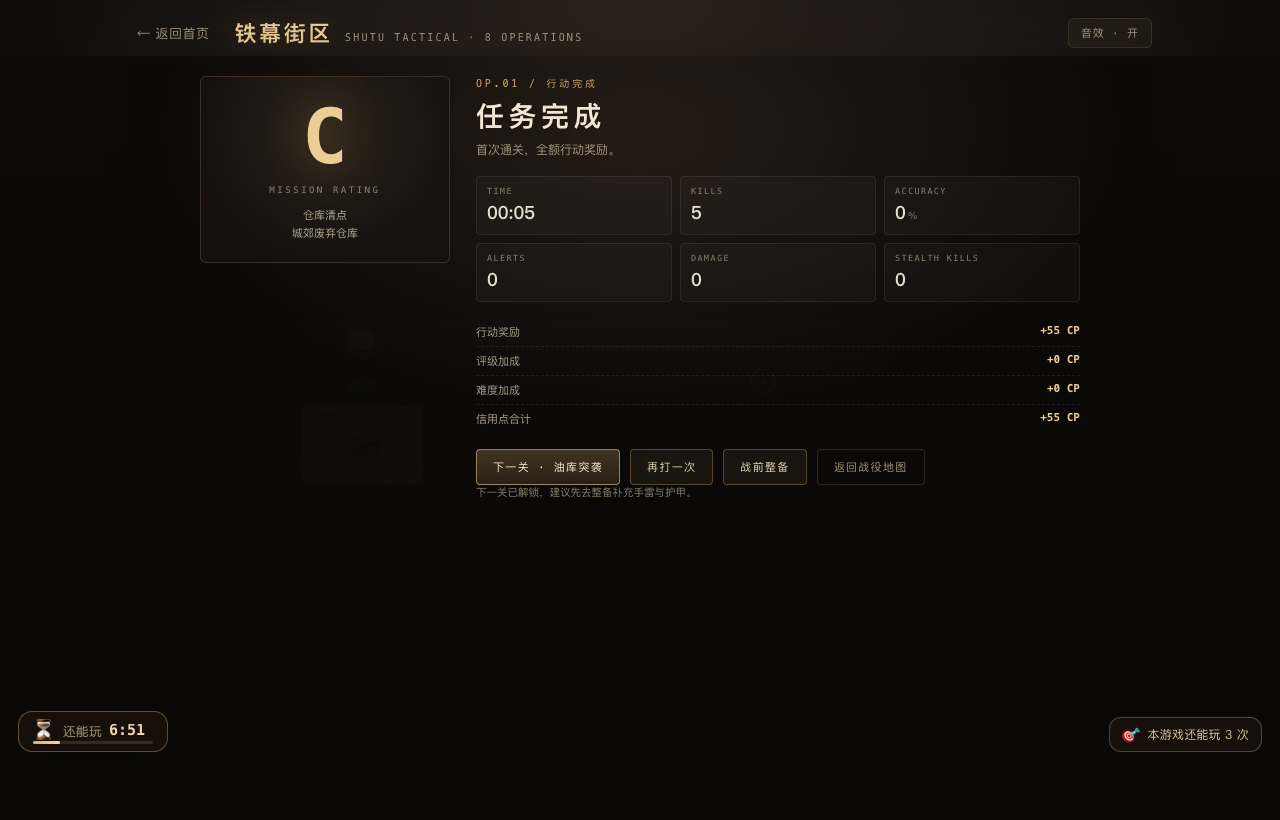 ← 返回首页
铁幕街区
SHUTU TACTICAL · 8 OPERATIONS
音效 · 开
C
MISSION RATING
仓库清点
城郊废弃仓库
OP.01 / 行动完成
任务完成
首次通关，全额行动奖励。
TIME
00:05
KILLS
5
ACCURACY
0%
ALERTS
0
DAMAGE
0
STEALTH KILLS
0
行动奖励 +55 CP
评级加成 +0 CP
难度加成 +0 CP
信用点合计 +55 CP
下一关 · 油库突袭
再打一次
战前整备
返回战役地图
下一关已解锁，建议先去整备补充手雷与护甲。
还能玩 6:51
本游戏还能玩 3 次